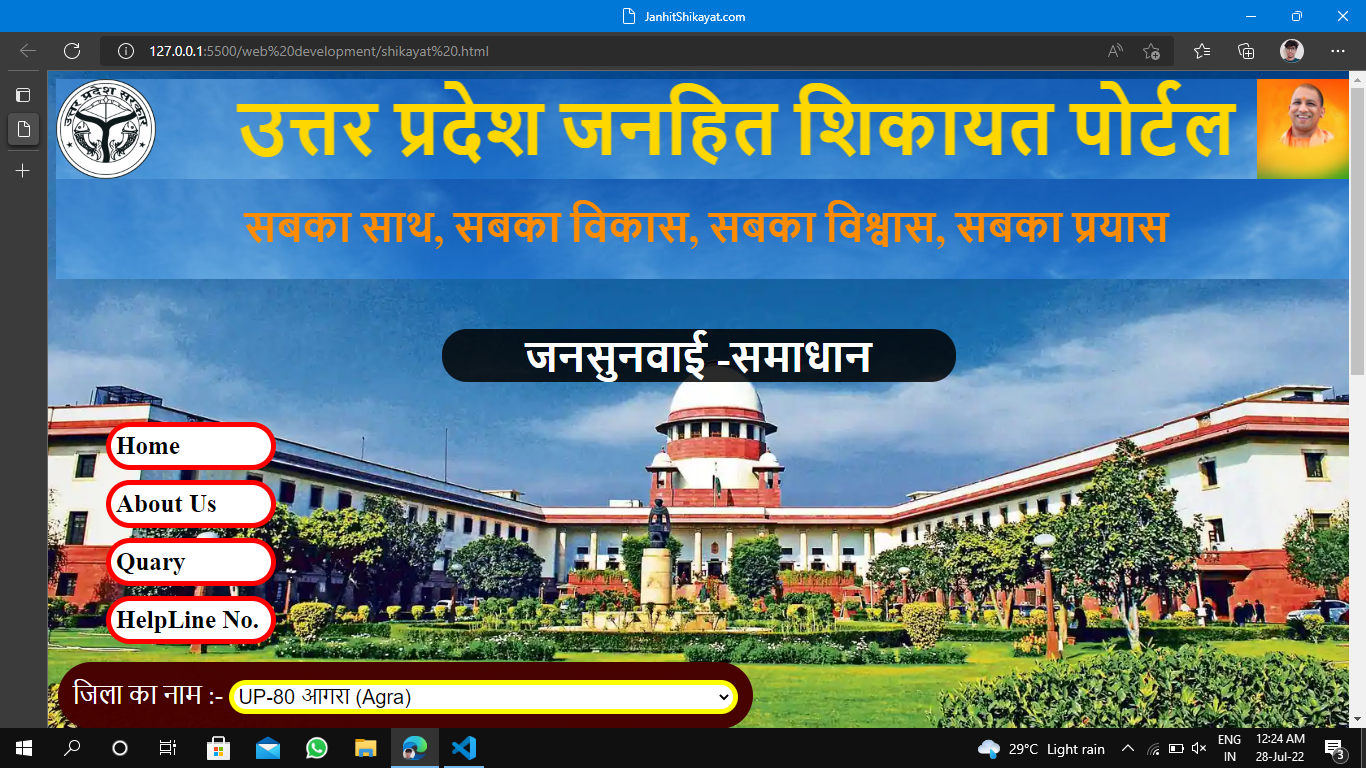 JanhitShikayat.com
127.0.0.1:5500/web%20development/shikayat%20.html
उत्तर प्रदेश सरकार
उत्तर प्रदेश जनहित शिकायत पोर्टल
सबका साथ, सबका विकास, सबका विश्वास, सबका प्रयास
जनसुनवाई -समाधान
Home
About Us
Quary
HelpLine No.
जिला का नाम :- UP-80 आगरा (Agra)
29°C Light rain
ENG
IN
12:24 AM
28-Jul-22
3